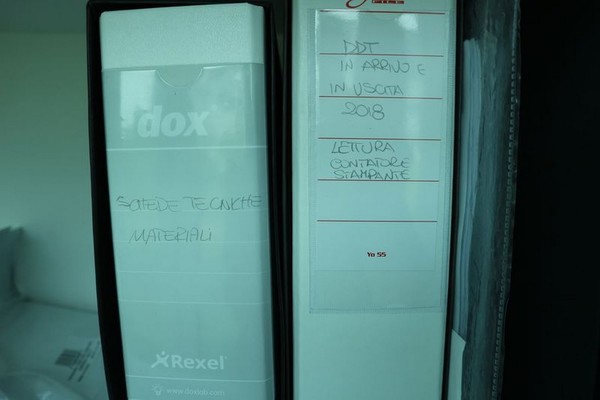 dox
SCHEDE TECNICHE
MATERIALI
Rexel
DDT
IN ARRIVO E
IN USCITA
2018
LETTURA
CONTATORE
STAMPANTE
Yo 55